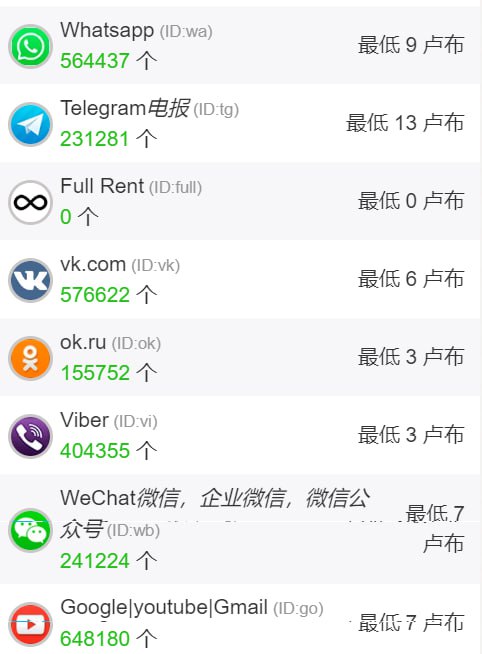 Whatsapp (ID:wa)
564437 个
最低 9 卢布
Telegram电报 (ID:tg)
231281 个
最低 13 卢布
Full Rent (ID:full)
0 个
最低 0 卢布
vk.com (ID:vk)
576622 个
最低 6 卢布
ok.ru (ID:ok)
155752 个
最低 3 卢布
Viber (ID:vi)
404355 个
最低 3 卢布
WeChat微信，企业微信，微信公
众号 (ID:wb)
241224 个
最低 7
卢布
Google|youtube|Gmail (ID:go)
648180 个
最低 7 卢布